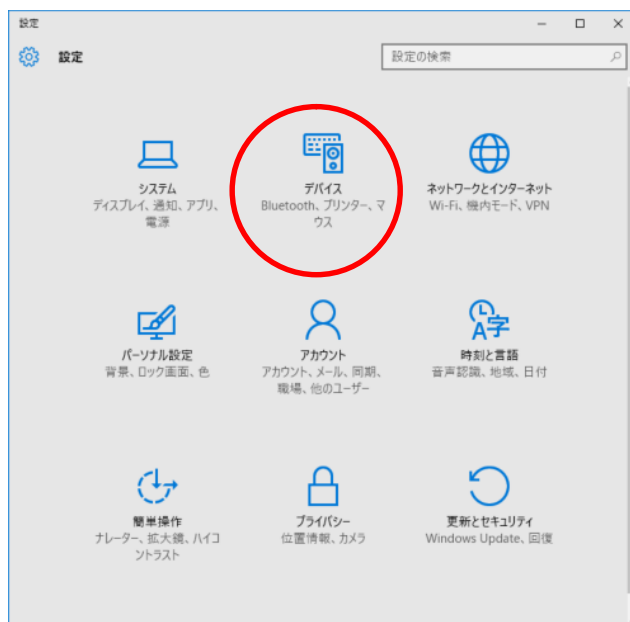 設定
設定
設定の検索
システム
ディスプレイ、通知、アプリ、
電源
デバイス
Bluetooth、プリンター、マ
ウス
ネットワークとインターネット
Wi-Fi、機内モード、VPN
パーソナル設定
背景、ロック画面、色
アカウント
アカウント、メール、同期、
職場、他のユーザー
A字
時刻と言語
音声認識、地域、日付
簡単操作
ナレーター、拡大鏡、ハイコ
ントラスト
プライバシー
位置情報、カメラ
更新とセキュリティ
Windows Update、回復